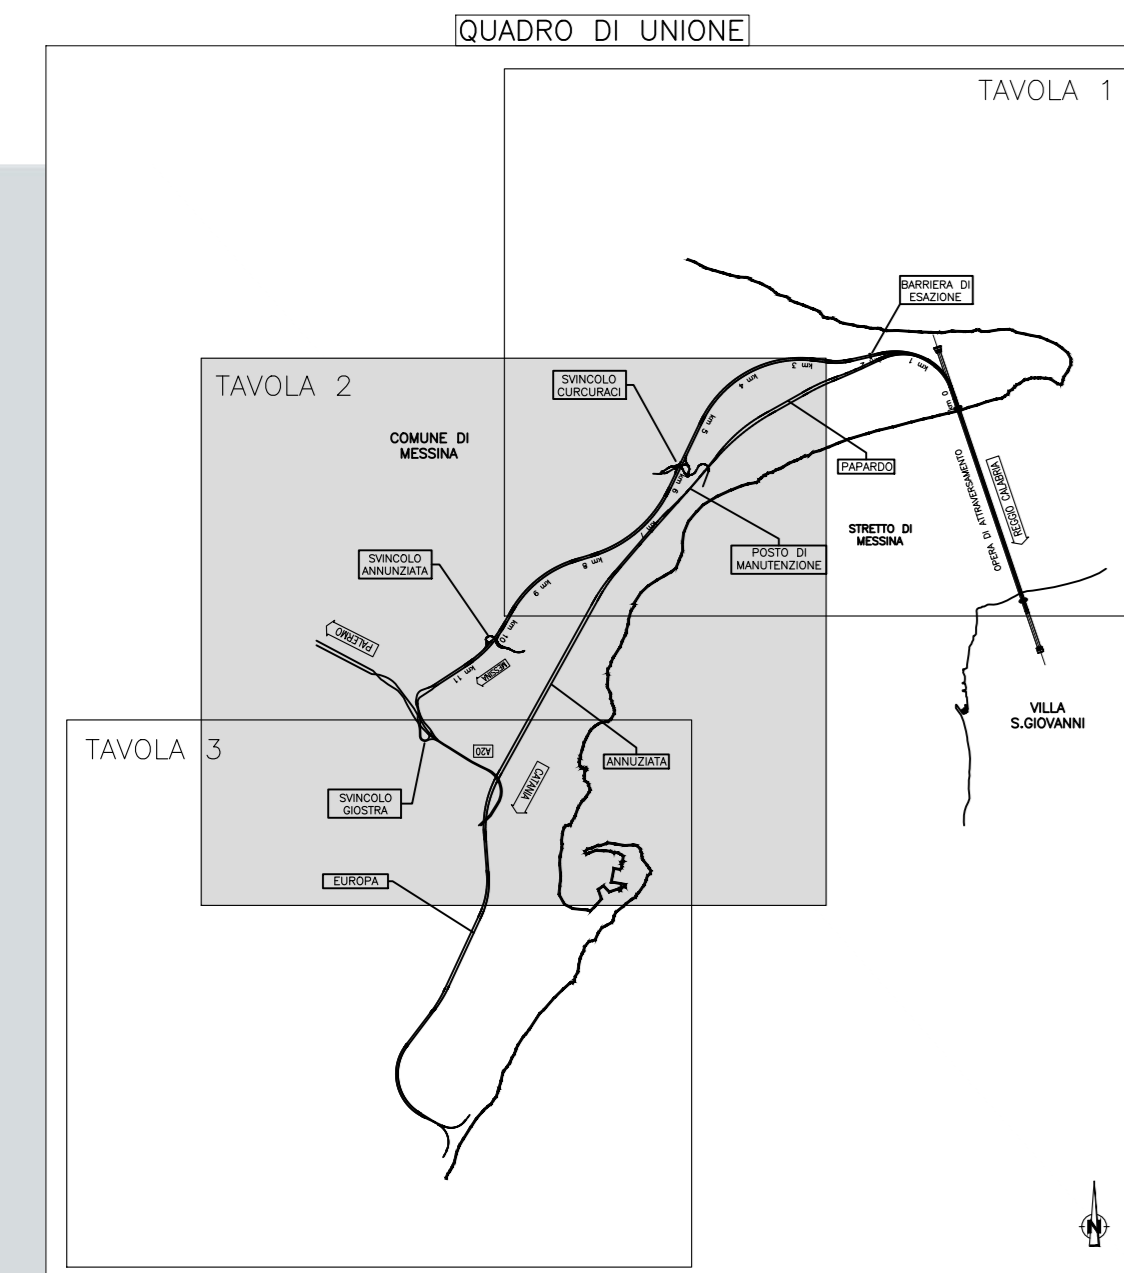 QUADRO DI UNIONE
TAVOLA 1
BARRIERA DI
ESAZIONE
TAVOLA 2
SVINCOLO
CURCURACI
COMUNE DI
MESSINA
km 0
km 1
2
km 3
km 4
km 5
km 6
km 7
km 8
km 9
km 10
km 11
PAPARDO
OPERA DI ATTRAVERSAMENTO
REGGIO CALABRIA
STRETTO DI
MESSINA
POSTO DI
MANUTENZIONE
SVINCOLO
ANNUNZIATA
PALERMO
MESSINA
VILLA
S.GIOVANNI
TAVOLA 3
A20
ANNUZIATA
CATANIA
SVINCOLO
GIOSTRA
EUROPA
N